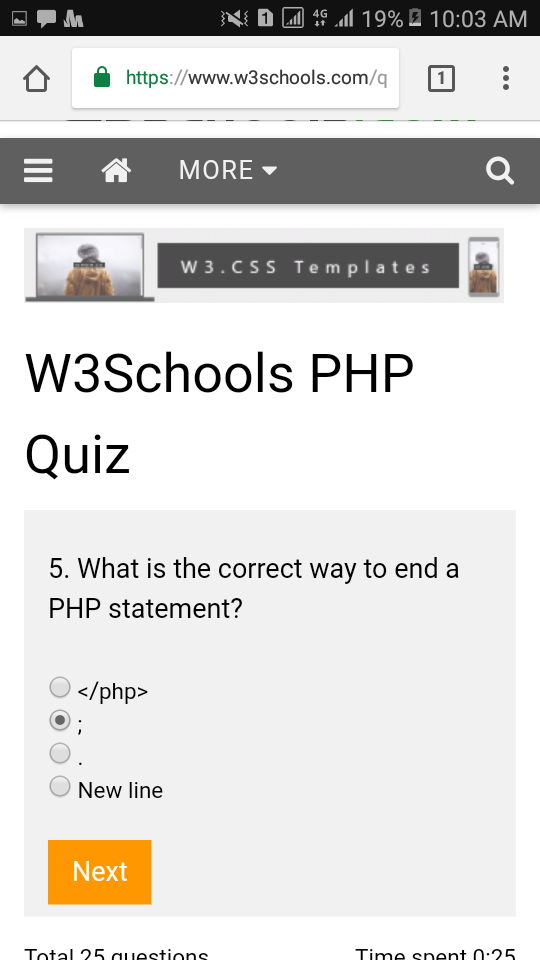 1 4G 19% 10:03 AM
https://www.w3schools.com/q 1
MORE
W3.CSS Templates
W3Schools PHP
Quiz
5. What is the correct way to end a
PHP statement?
</php>
;
.
New line
Next
Total 25 questions Time spent 0:25